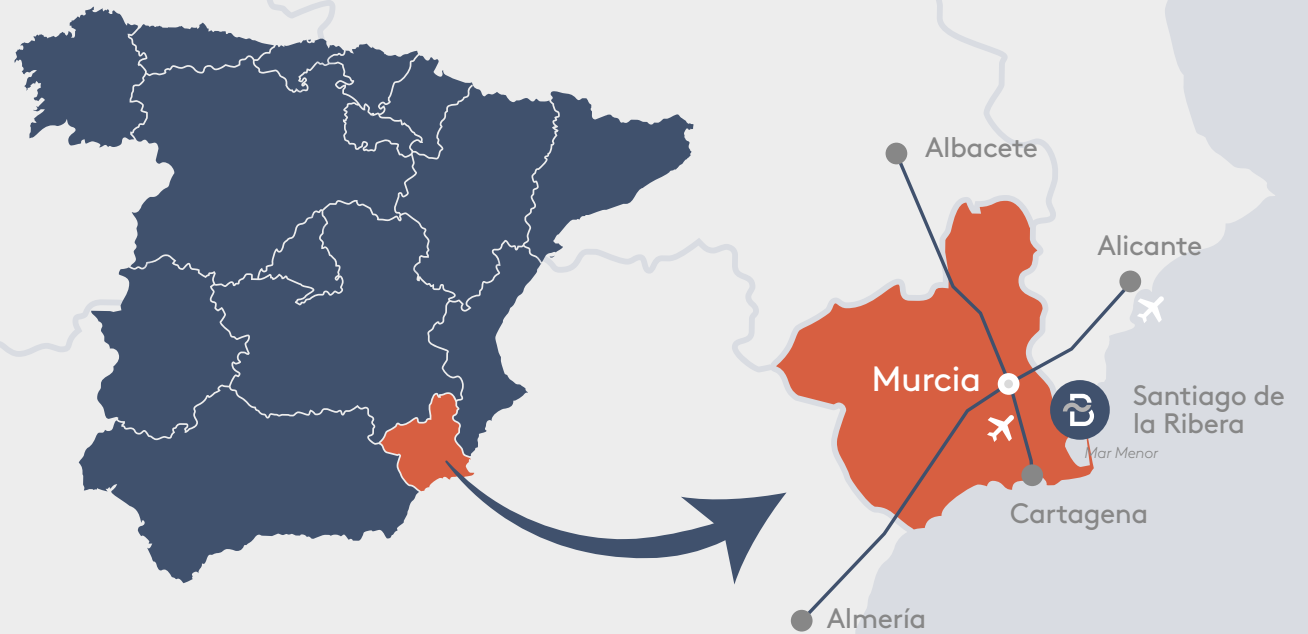 Albacete
Alicante
Murcia
B
Santiago de
la Ribera
Mar Menor
Cartagena
Almería